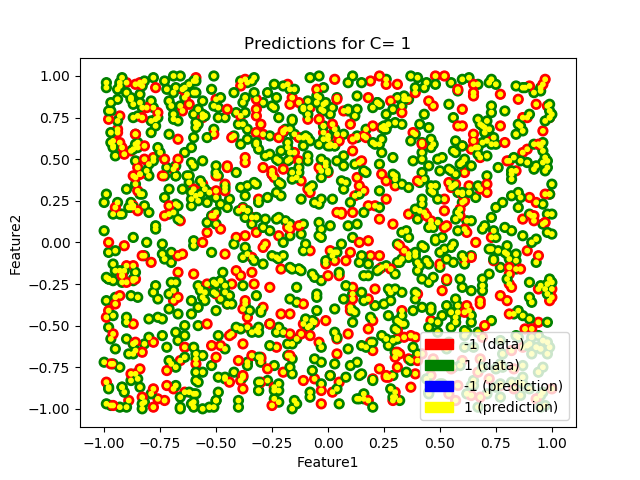 Predictions for C= 1
1.00
0.75
0.50
0.25
0.00
−0.25
−0.50
−0.75
−1.00
Feature2
-1 (data)
1 (data)
-1 (prediction)
1 (prediction)
−1.00 −0.75 −0.50 −0.25 0.00 0.25 0.50 0.75 1.00
Feature1